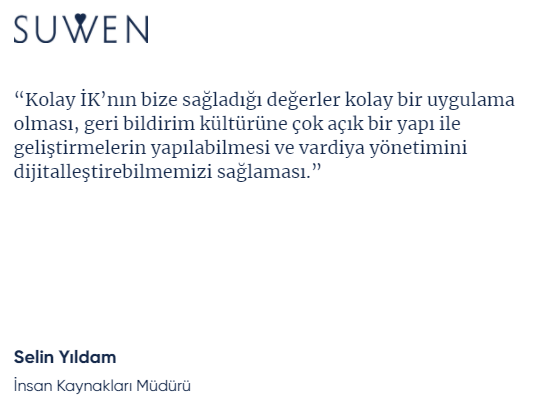 SUWEN
“Kolay İK’nın bize sağladığı değerler kolay bir uygulama
olması, geri bildirim kültürüne çok açık bir yapı ile
geliştirmelerin yapılabilmesi ve vardiya yönetimini
dijitalleştirebilmemizi sağlaması.”
Selin Yıldam
İnsan Kaynakları Müdürü